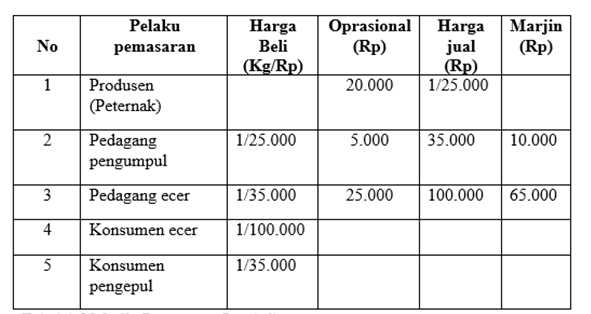 No Pelaku pemasaran Harga Beli (Kg/Rp) Oprasional (Rp) Harga jual (Rp) Marjin (Rp)
1 Produsen (Peternak) 20.000 1/25.000
2 Pedagang pengumpul 1/25.000 5.000 35.000 10.000
3 Pedagang ecer 1/35.000 25.000 100.000 65.000
4 Konsumen ecer 1/100.000
5 Konsumen pengepul 1/35.000